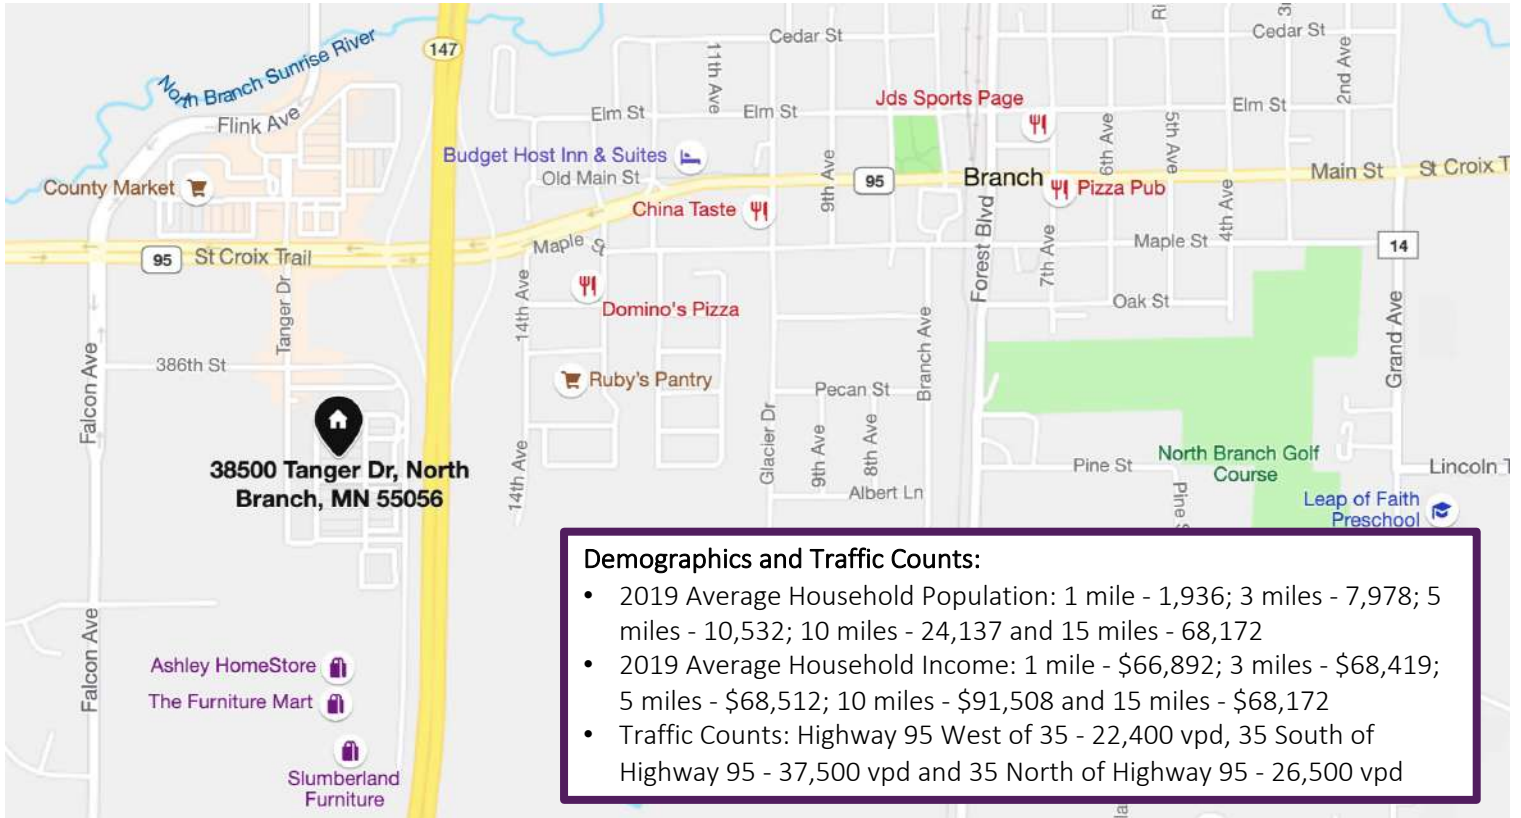 Cedar St
Ri
3r
Cedar St
147
North Branch Sunrise River
11th Ave
2nd Ave
Jds Sports Page
Elm St
Elm St
Elm St
Flink Ave
6th Ave
5th Ave
Budget Host Inn & Suites
Old Main St
9th Ave
95
Branch
Main St
St Croix T
County Market
Pizza Pub
China Taste
4th Ave
Forest Blvd
Maple St
Maple St
14
95
St Croix Trail
7th Ave
Tanger Dr
14th Ave
Domino's Pizza
Oak St
Branch Ave
Grand Ave
386th St
Falcon Ave
Ruby's Pantry
Pecan St
Glacier Dr
9th Ave
8th Ave
14th Ave
38500 Tanger Dr, North
Branch, MN 55056
Albert Ln
Pine St
North Branch Golf
Course
Lincoln T
Pine S
Leap of Faith
Preschool
Demographics and Traffic Counts:
• 2019 Average Household Population: 1 mile - 1,936; 3 miles - 7,978; 5
miles - 10,532; 10 miles - 24,137 and 15 miles - 68,172
• 2019 Average Household Income: 1 mile - $66,892; 3 miles - $68,419;
5 miles - $68,512; 10 miles - $91,508 and 15 miles - $68,172
• Traffic Counts: Highway 95 West of 35 - 22,400 vpd, 35 South of
Highway 95 - 37,500 vpd and 35 North of Highway 95 - 26,500 vpd
Falcon Ave
Ashley HomeStore
The Furniture Mart
Slumberland
Furniture